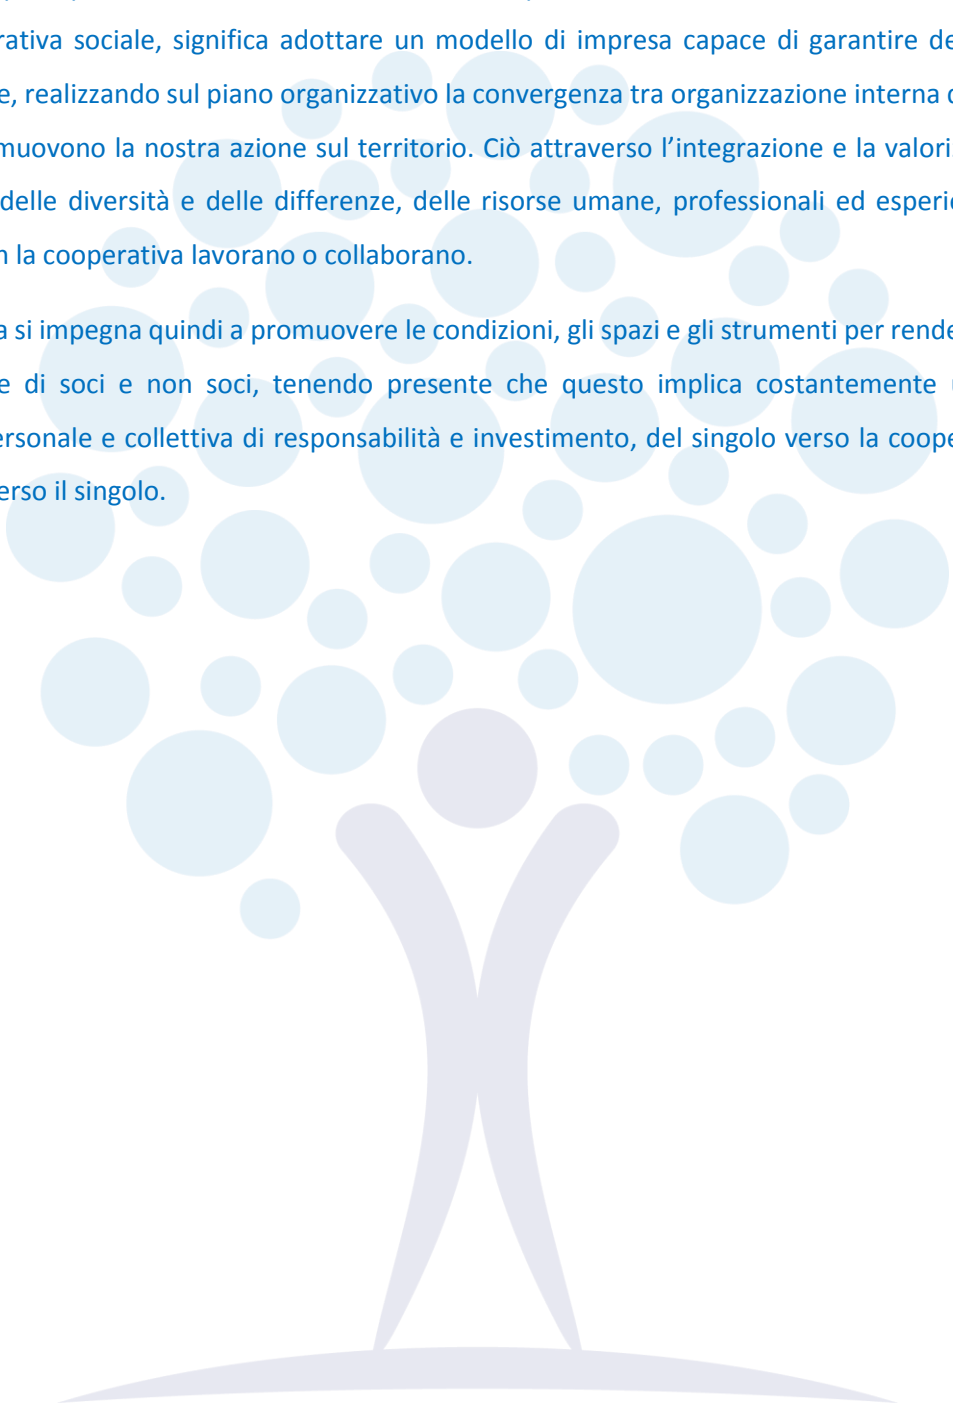 rativa sociale, significa adottare un modello di impresa capace di garantire de
e, realizzando sul piano organizzativo la convergenza tra organizzazione interna
muovono la nostra azione sul territorio. Ciò attraverso l’integrazione e la valori
delle diversità e delle differenze, delle risorse umane, professionali ed esperi
n la cooperativa lavorano o collaborano.
a si impegna quindi a promuovere le condizioni, gli spazi e gli strumenti per rende
e di soci e non soci, tenendo presente che questo implica costantemente
ersonale e collettiva di responsabilità e investimento, del singolo verso la coope
erso il singolo.